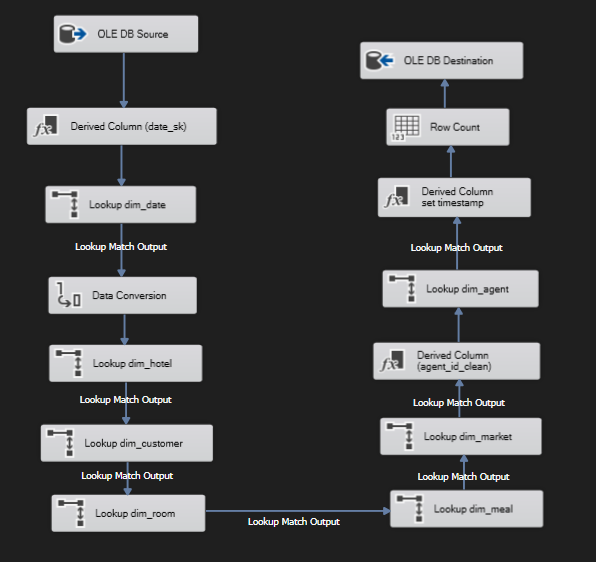 OLE DB Source
Derived Column (date_sk)
Lookup dim_date
Lookup Match Output
Data Conversion
Lookup dim_hotel
Lookup Match Output
Lookup dim_customer
Lookup Match Output
Lookup dim_room
Lookup Match Output
Lookup dim_meal
Lookup Match Output
Lookup dim_market
Lookup Match Output
Derived Column
(agent_id_clean)
Lookup dim_agent
Lookup Match Output
Derived Column
set timestamp
123
Row Count
OLE DB Destination